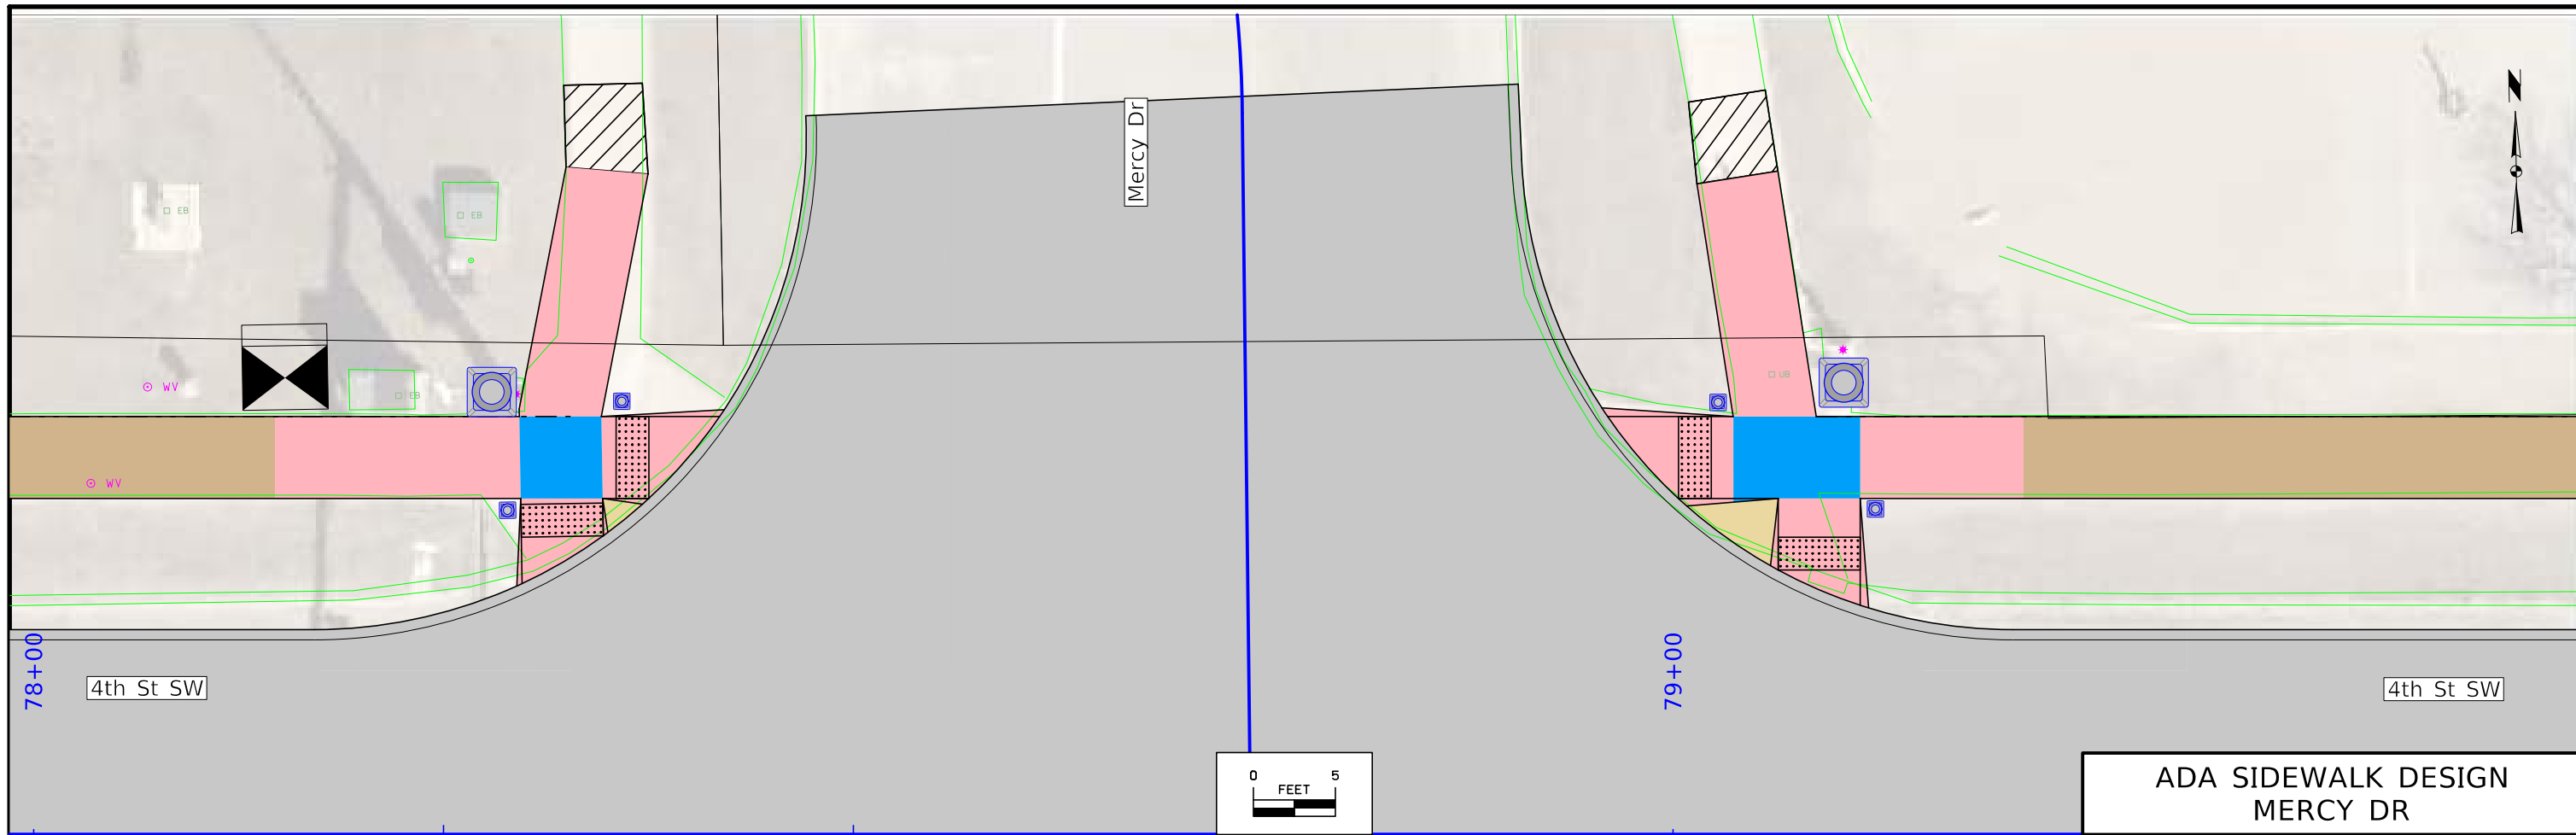 N
Mercy Dr
EB
EB
EB
WV
WV
UB
78+00
79+00
4th St SW
4th St SW
0 5
FEET
ADA SIDEWALK DESIGN
MERCY DR